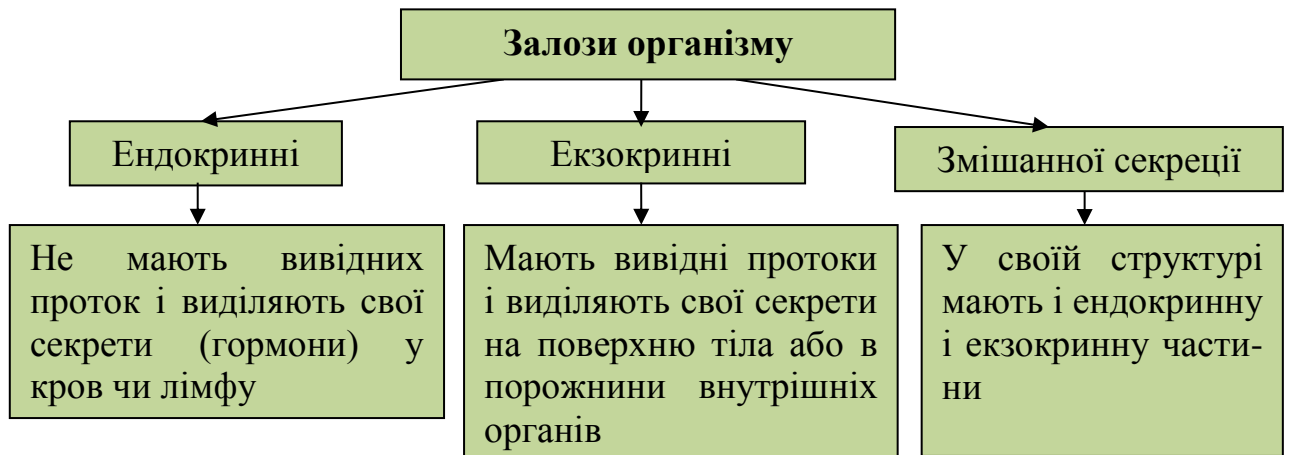 Залози організму
Ендокринні
Екзокринні
Змішанної секреції
Не мають вивідних
проток і виділяють свої
секрети (гормони) у
кров чи лімфу
Мають вивідні протоки
і виділяють свої секрети
на поверхню тіла або в
порожнини внутрішніх
органів
У своїй структурі
мають і ендокринну
і екзокринну части-
ни